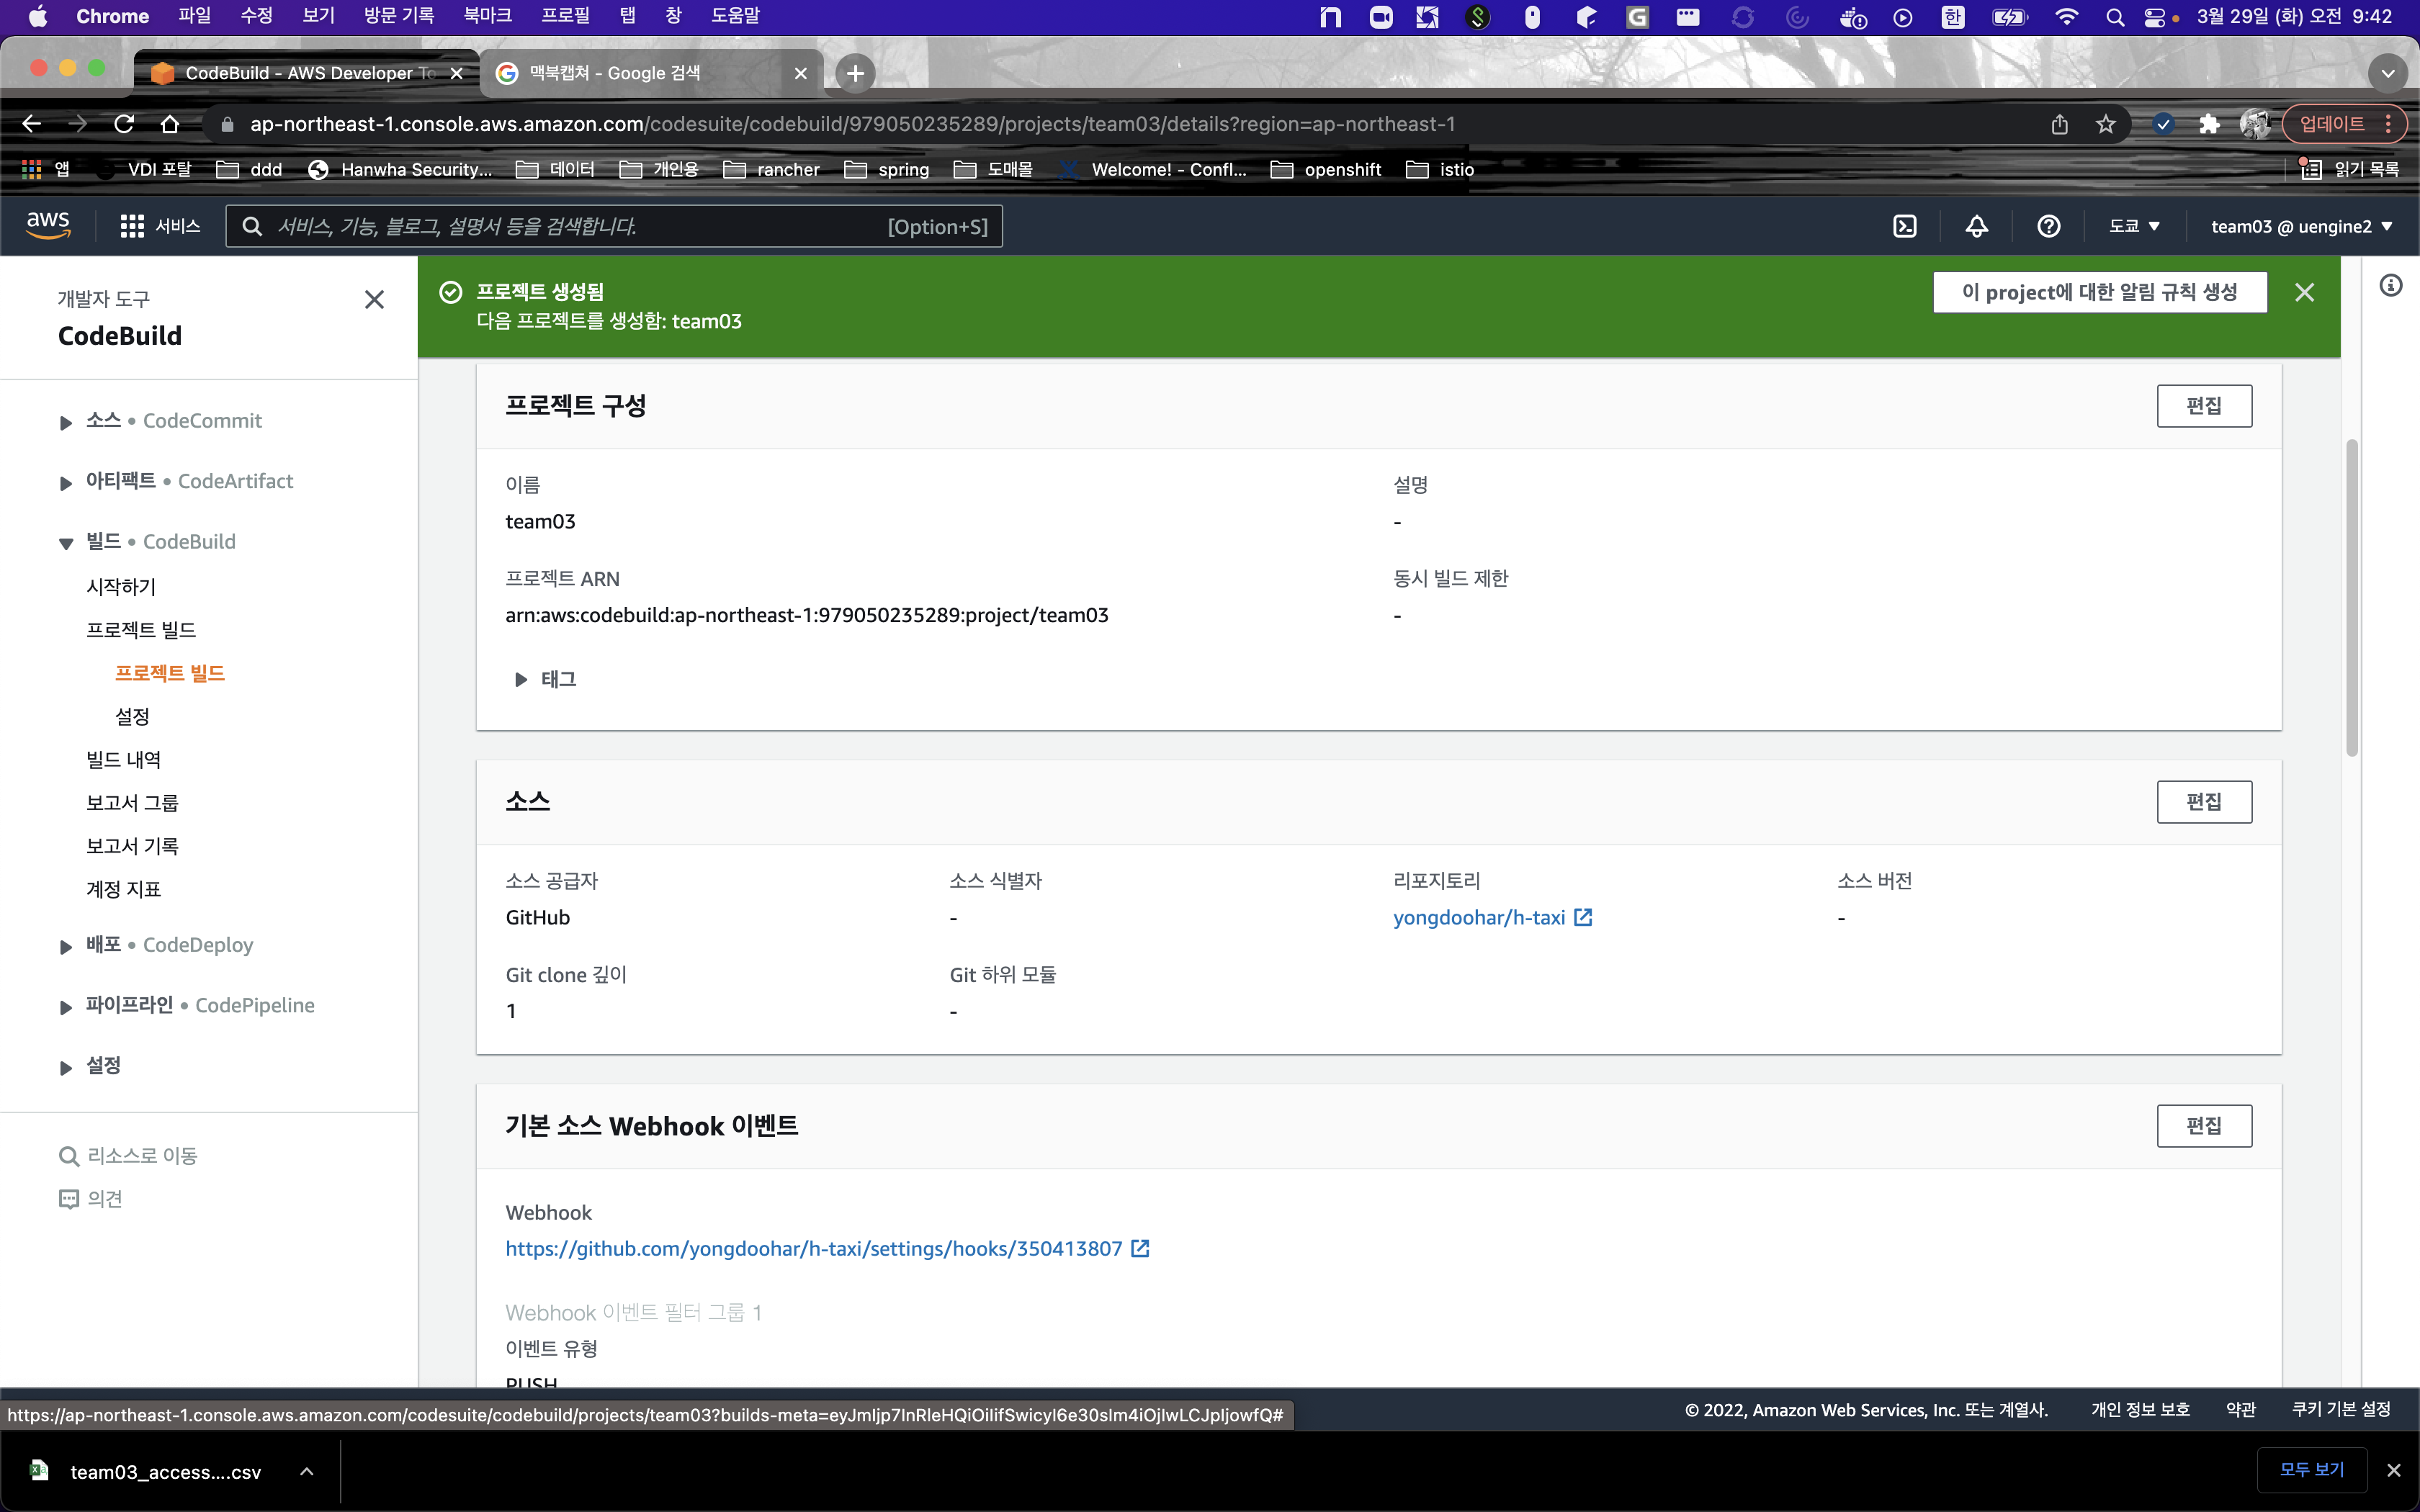 Chrome 파일 수정 보기 방문 기록 북마크 프로필 탭 창 도움말 한 3월 29일 (화) 오전 9:42
CodeBuild - AWS Developer To
맥북캡쳐 - Google 검색
ap-northeast-1.console.aws.amazon.com/codesuite/codebuild/979050235289/projects/team03/details?region=ap-northeast-1
업데이트
앱 VDI 포탈 ddd Hanwha Security... 데이터 개인용 rancher spring 도매몰 Welcome! - Confl... openshift istio 읽기 목록
aws 서비스 서비스, 기능, 블로그, 설명서 등을 검색합니다. [Option+S] 도쿄 team03 @ uengine2
개발자 도구
CodeBuild
소스 • CodeCommit
아티팩트 • CodeArtifact
빌드 • CodeBuild
시작하기
프로젝트 빌드
프로젝트 빌드
설정
빌드 내역
보고서 그룹
보고서 기록
계정 지표
배포 • CodeDeploy
파이프라인 • CodePipeline
설정
리소스로 이동
의견
프로젝트 생성됨
다음 프로젝트를 생성함: team03
이 project에 대한 알림 규칙 생성
프로젝트 구성
편집
이름
team03
설명
-
프로젝트 ARN
arn:aws:codebuild:ap-northeast-1:979050235289:project/team03
동시 빌드 제한
-
태그
소스
편집
소스 공급자
GitHub
소스 식별자
-
리포지토리
yongdoohar/h-taxi
소스 버전
-
Git clone 깊이
1
Git 하위 모듈
-
기본 소스 Webhook 이벤트
편집
Webhook
https://github.com/yongdoohar/h-taxi/settings/hooks/350413807
Webhook 이벤트 필터 그룹 1
이벤트 유형
PUSH
© 2022, Amazon Web Services, Inc. 또는 계열사. 개인 정보 보호 약관 쿠키 기본 설정
team03_access....csv
모두 보기